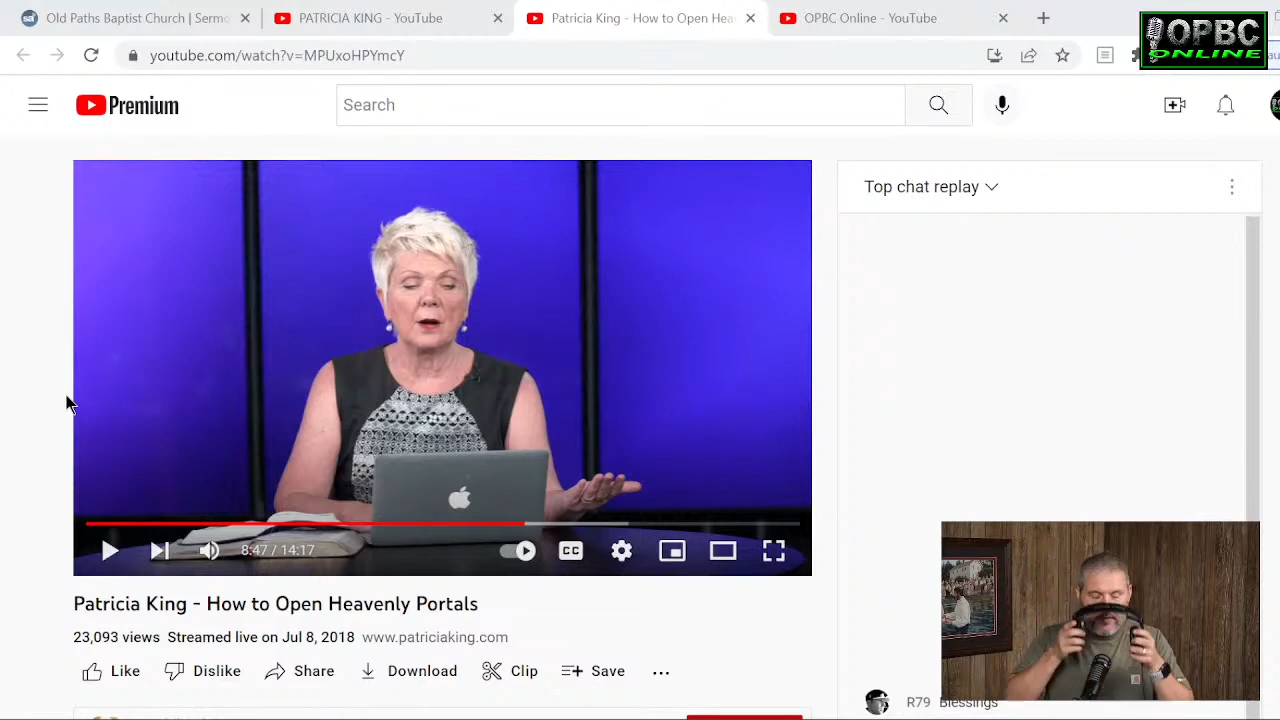 Old Paths Baptist Church | Sermo
PATRICIA KING - YouTube
Patricia King - How to Open Hea
OPBC Online - YouTube
OPBC
ONLINE
youtube.com/watch?v=MPUxoHPYmcY
Premium
Search
Top chat replay
8:47 / 14:17
CC
Patricia King - How to Open Heavenly Portals
23,093 views Streamed live on Jul 8, 2018 www.patriciaking.com
Like Dislike Share Download Clip Save
R79 Blessings